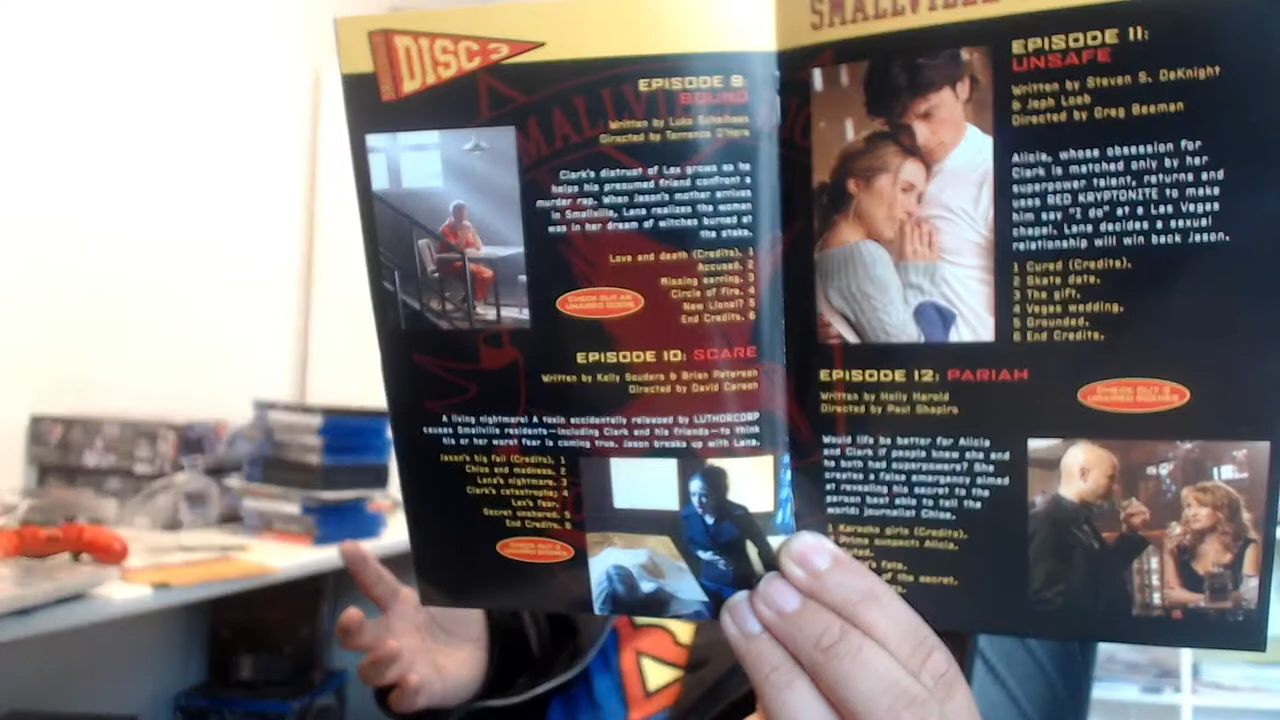 DISC 3
EPISODE 9:
BOUND
Written by Luke Schelhaas
Directed by Terrence O'Hara
Clark's distrust of Lex grows as he
helps his presumed friend confront a
murder rap. When Jason's mother arrives
in Smallville, Lana realizes the woman
was in her dream of witches burned at
the stake.
Love and death (Credits). 1
Accused. 2
Missing earring. 3
Circle of fire. 4
New Lionel? 5
End Credits. 6
CHECK OUT AN
UNAIRED SCENE
EPISODE 10: SCARE
Written by Kelly Souders & Brian Peterson
Directed by David Carson
A living nightmare! A toxin accidentally released by LUTHORCORP
causes Smallville residents—including Clark and his friends—to think
his or her worst fear is coming true. Jason breaks up with Lana.
Jason's big fall (Credits). 1
Chloe and madness. 2
Lana's nightmare. 3
Clark's catastrophe; 4
Lex's fear.
Secret unshared. 5
End Credits. 6
CHECK OUT
UNAIRED SCENES
SMALLVILLE
EPISODE 11:
UNSAFE
Written by Steven S. DeKnight
& Jeph Loeb
Directed by Greg Beeman
Alicia, whose obsession for
Clark is matched only by her
superpower talent, returns and
uses RED KRYPTONITE to make
him say "I do" at a Las Vegas
chapel. Lana decides a sexual
relationship will win back Jason.
1 Cured (Credits).
2 Skate date.
3 The gift.
4 Vegas wedding.
5 Grounded.
6 End Credits.
EPISODE 12: PARIAH
Written by Holly Harold
Directed by Paul Shapiro
CHECK OUT
UNAIRED SCENES
Would life be better for Alicia
and Clark if people knew she and
he both had superpowers? She
creates a false emergency aimed
at revealing his secret to the
person best able to tell the
world: journalist Chloe.
1 Karaoke girls (Credits).
Prime suspect: Alicia.
fate.
of the secret.